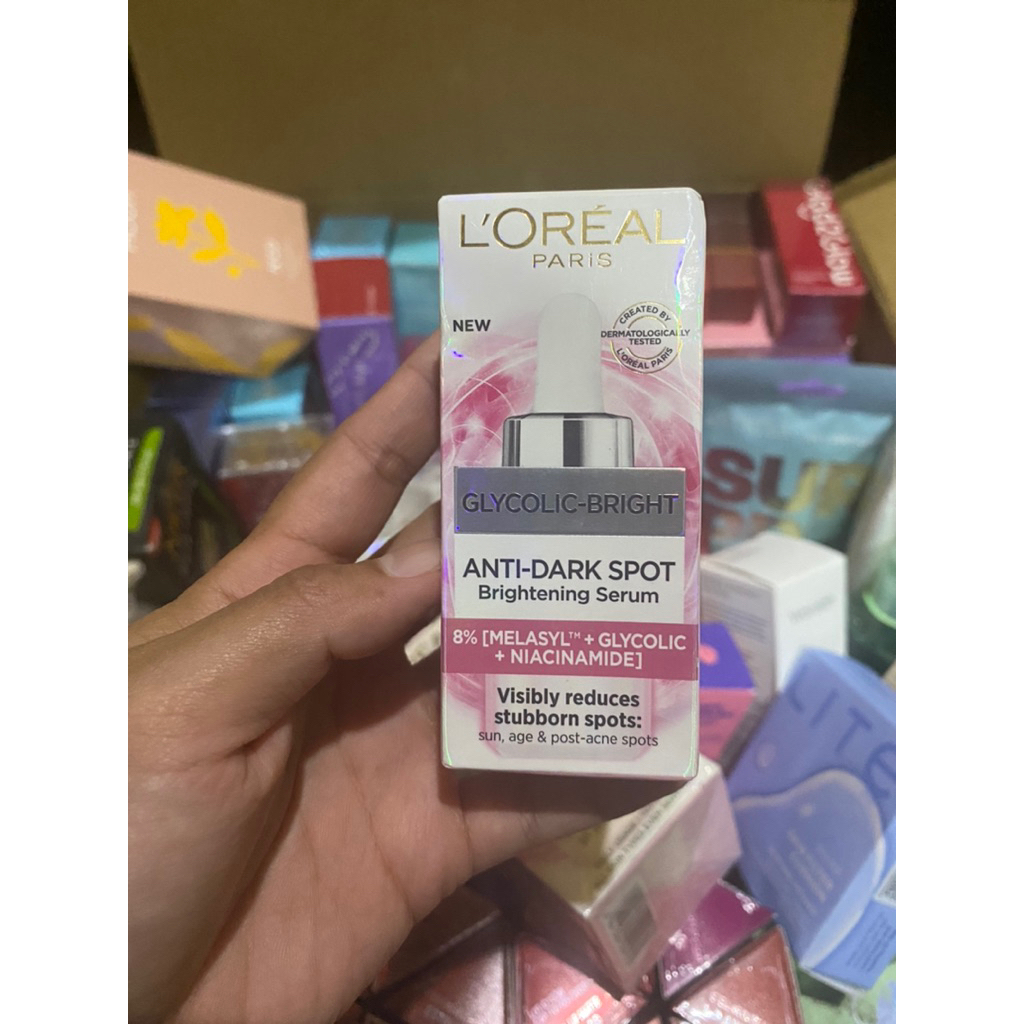 L'ORÉAL
PARIS
NEW
CREATED BY
DERMATOLOGICALLY
TESTED
L'ORÉAL PARIS
GLYCOLIC-BRIGHT
ANTI-DARK SPOT
Brightening Serum
8% [MELASYL™ + GLYCOLIC
+ NIACINAMIDE]
Visibly reduces
stubborn spots:
sun, age & post-acne spots